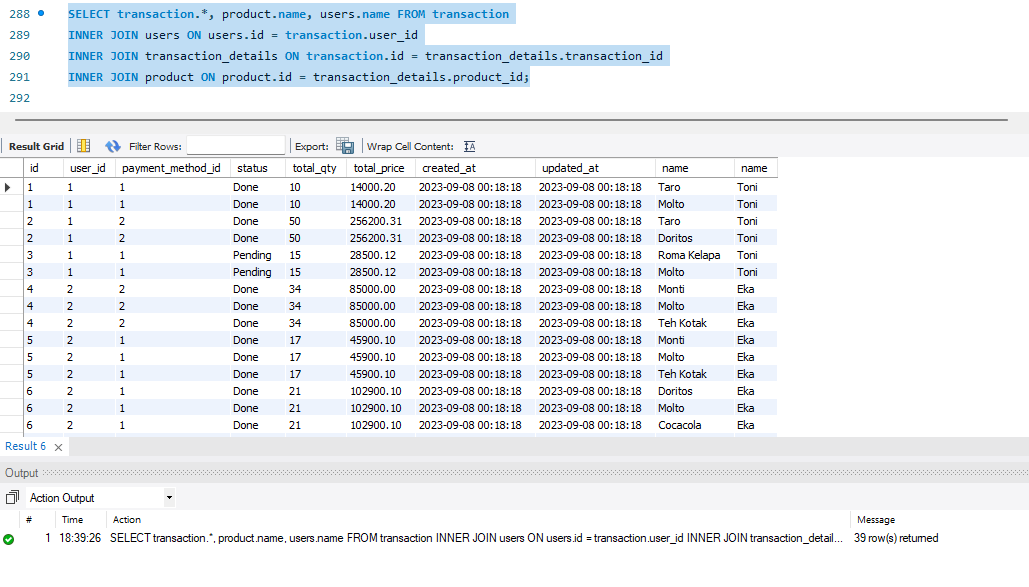 288 SELECT transaction.*, product.name, users.name FROM transaction
289 INNER JOIN users ON users.id = transaction.user_id
290 INNER JOIN transaction_details ON transaction.id = transaction_details.transaction_id
291 INNER JOIN product ON product.id = transaction_details.product_id;
292
Result Grid Filter Rows: Export: Wrap Cell Content:
id user_id payment_method_id status total_qty total_price created_at updated_at name name
1 1 1 Done 10 14000.20 2023-09-08 00:18:18 2023-09-08 00:18:18 Taro Toni
1 1 1 Done 10 14000.20 2023-09-08 00:18:18 2023-09-08 00:18:18 Molto Toni
2 1 2 Done 50 256200.31 2023-09-08 00:18:18 2023-09-08 00:18:18 Taro Toni
2 1 2 Done 50 256200.31 2023-09-08 00:18:18 2023-09-08 00:18:18 Doritos Toni
3 1 1 Pending 15 28500.12 2023-09-08 00:18:18 2023-09-08 00:18:18 Roma Kelapa Toni
3 1 1 Pending 15 28500.12 2023-09-08 00:18:18 2023-09-08 00:18:18 Molto Toni
4 2 2 Done 34 85000.00 2023-09-08 00:18:18 2023-09-08 00:18:18 Monti Eka
4 2 2 Done 34 85000.00 2023-09-08 00:18:18 2023-09-08 00:18:18 Molto Eka
4 2 2 Done 34 85000.00 2023-09-08 00:18:18 2023-09-08 00:18:18 Teh Kotak Eka
5 2 1 Done 17 45900.10 2023-09-08 00:18:18 2023-09-08 00:18:18 Monti Eka
5 2 1 Done 17 45900.10 2023-09-08 00:18:18 2023-09-08 00:18:18 Molto Eka
5 2 1 Done 17 45900.10 2023-09-08 00:18:18 2023-09-08 00:18:18 Teh Kotak Eka
6 2 1 Done 21 102900.10 2023-09-08 00:18:18 2023-09-08 00:18:18 Doritos Eka
6 2 1 Done 21 102900.10 2023-09-08 00:18:18 2023-09-08 00:18:18 Molto Eka
6 2 1 Done 21 102900.10 2023-09-08 00:18:18 2023-09-08 00:18:18 Cocacola Eka
Result 6
Output
Action Output
# Time Action Message
1 18:39:26 SELECT transaction.*, product.name, users.name FROM transaction INNER JOIN users ON users.id = transaction.user_id INNER JOIN transaction_detail... 39 row(s) returned